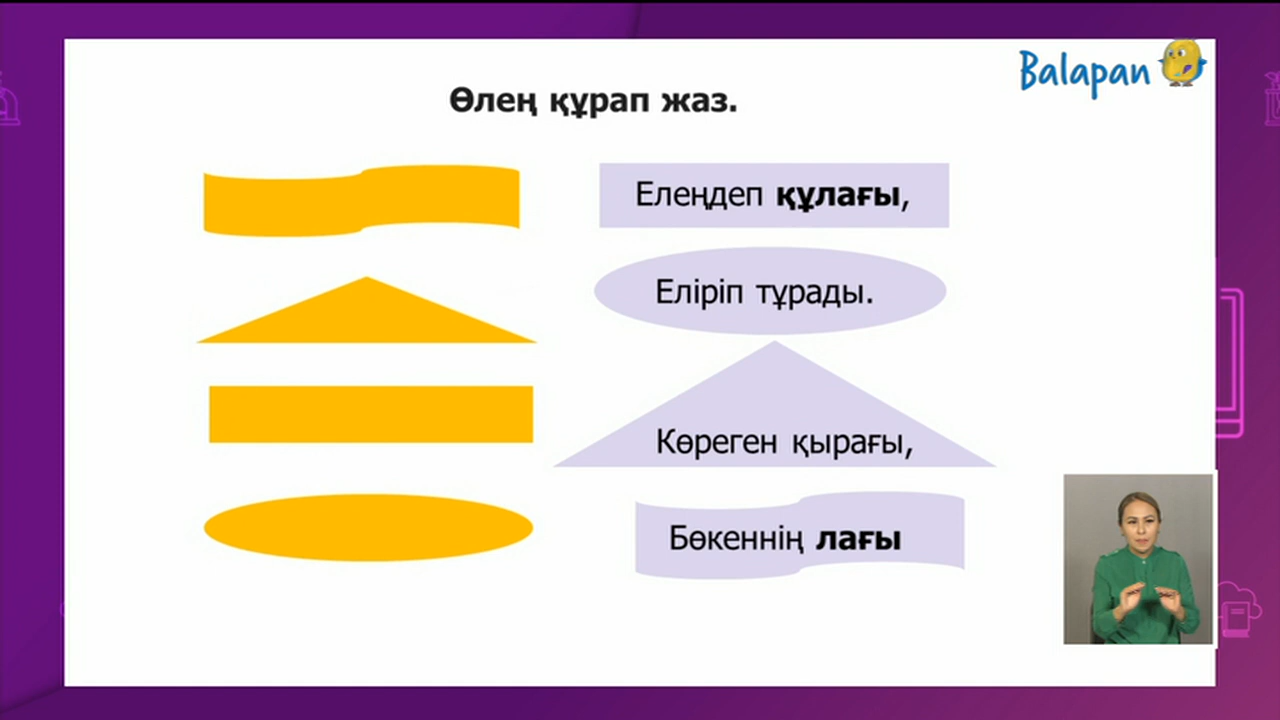 Balapan
Өлең құрап жаз.
Елеңдеп құлағы,
Еліріп тұрады.
Көреген қырағы,
Бөкеннің лағы